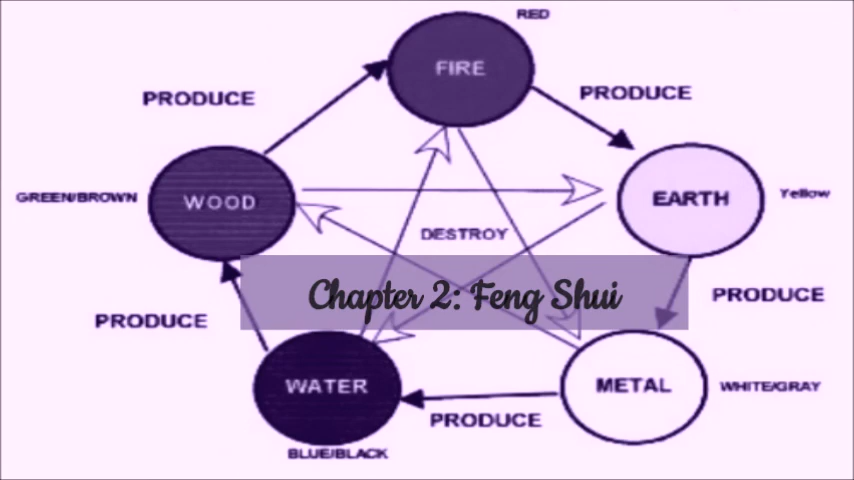 RED
FIRE
PRODUCE
PRODUCE
GREEN/BROWN
WOOD
EARTH
Yellow
DESTROY
Chapter 2: Feng Shui
PRODUCE
PRODUCE
WATER
METAL
WHITE/GRAY
PRODUCE
BLUE/BLACK